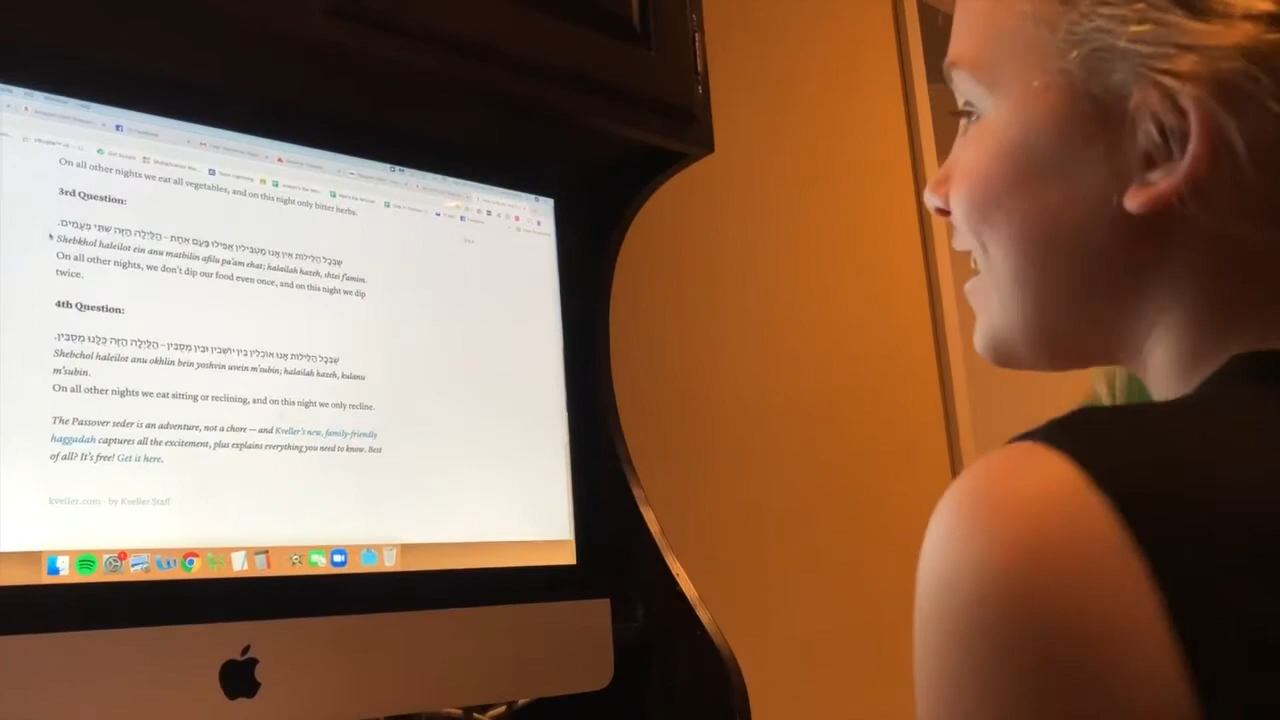 On all other nights we eat all vegetables, and on this night only bitter herbs.
3rd Question:
שֶׁבְּכָל הַלֵּילוֹת אֵין אָנוּ מַטְבִּילִין אֲפִילוּ פַּעַם אֶחָת – הַלַּיְלָה הַזֶּה שְׁתֵּי פְעָמִים.
Shebkhol haleilot ein anu matbilin afilu pa'am ehat; halailah hazeh, shtei f'amim.
On all other nights, we don't dip our food even once, and on this night we dip
twice.
4th Question:
שֶׁבְּכָל הַלֵּילוֹת אָנוּ אוֹכְלִין בֵּין יוֹשְׁבִין וּבֵין מְסֻבִּין – הַלַּיְלָה הַזֶּה כֻּלָּנוּ מְסֻבִּין.
Shebchol haleilot anu okhlin bein yoshvin uvein m'subin; halailah hazeh, kulanu
m'subin.
On all other nights we eat sitting or reclining, and on this night we only recline.
The Passover seder is an adventure, not a chore — and Kveller's new, family-friendly
haggadah captures all the excitement, plus explains everything you need to know. Best
of all? It's free! Get it here.
kveller.com · by Kveller Staff